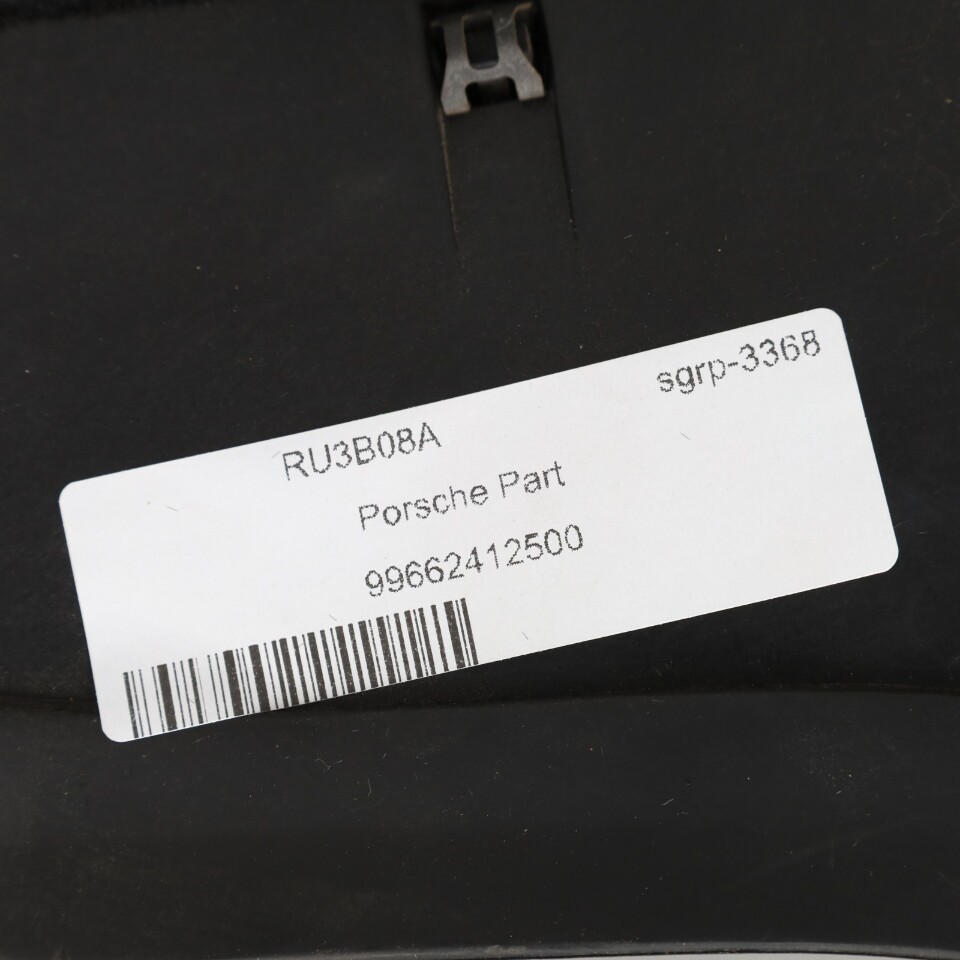 sgrp-3368
RU3B08A
Porsche Part
99662412500